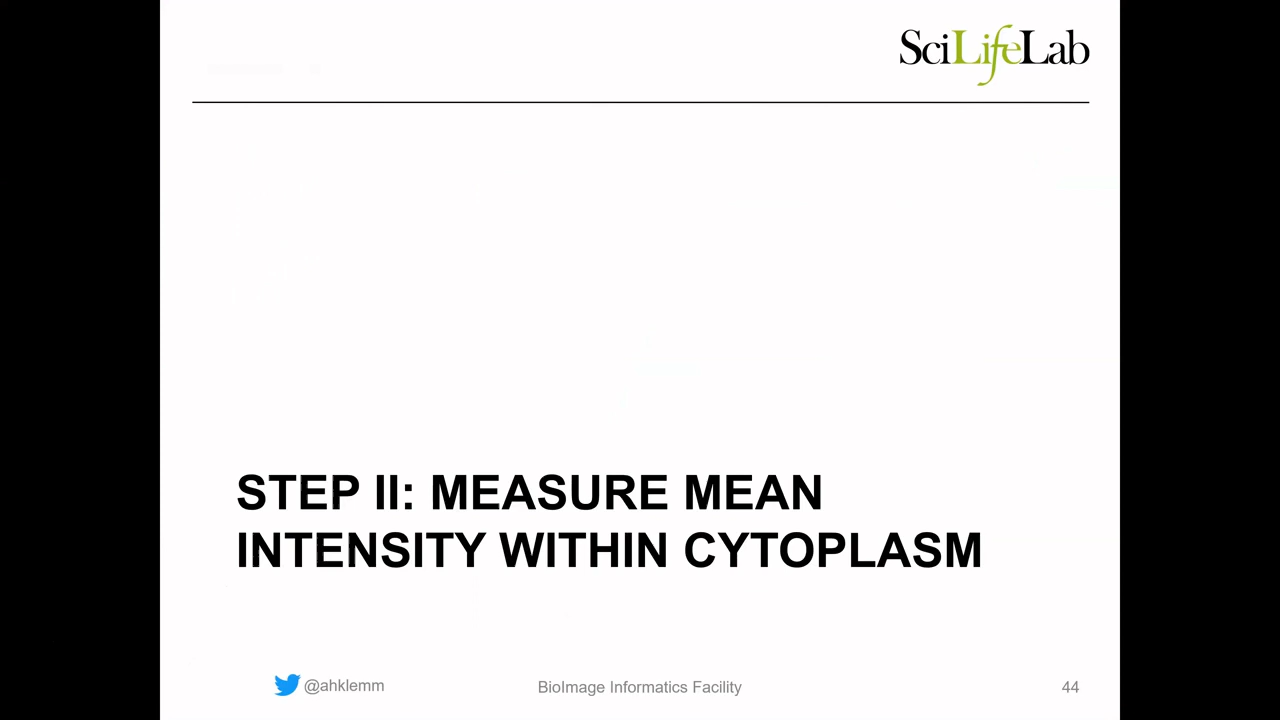 SciLifeLab
STEP II: MEASURE MEAN
INTENSITY WITHIN CYTOPLASM
@ahklemm
BioImage Informatics Facility
44